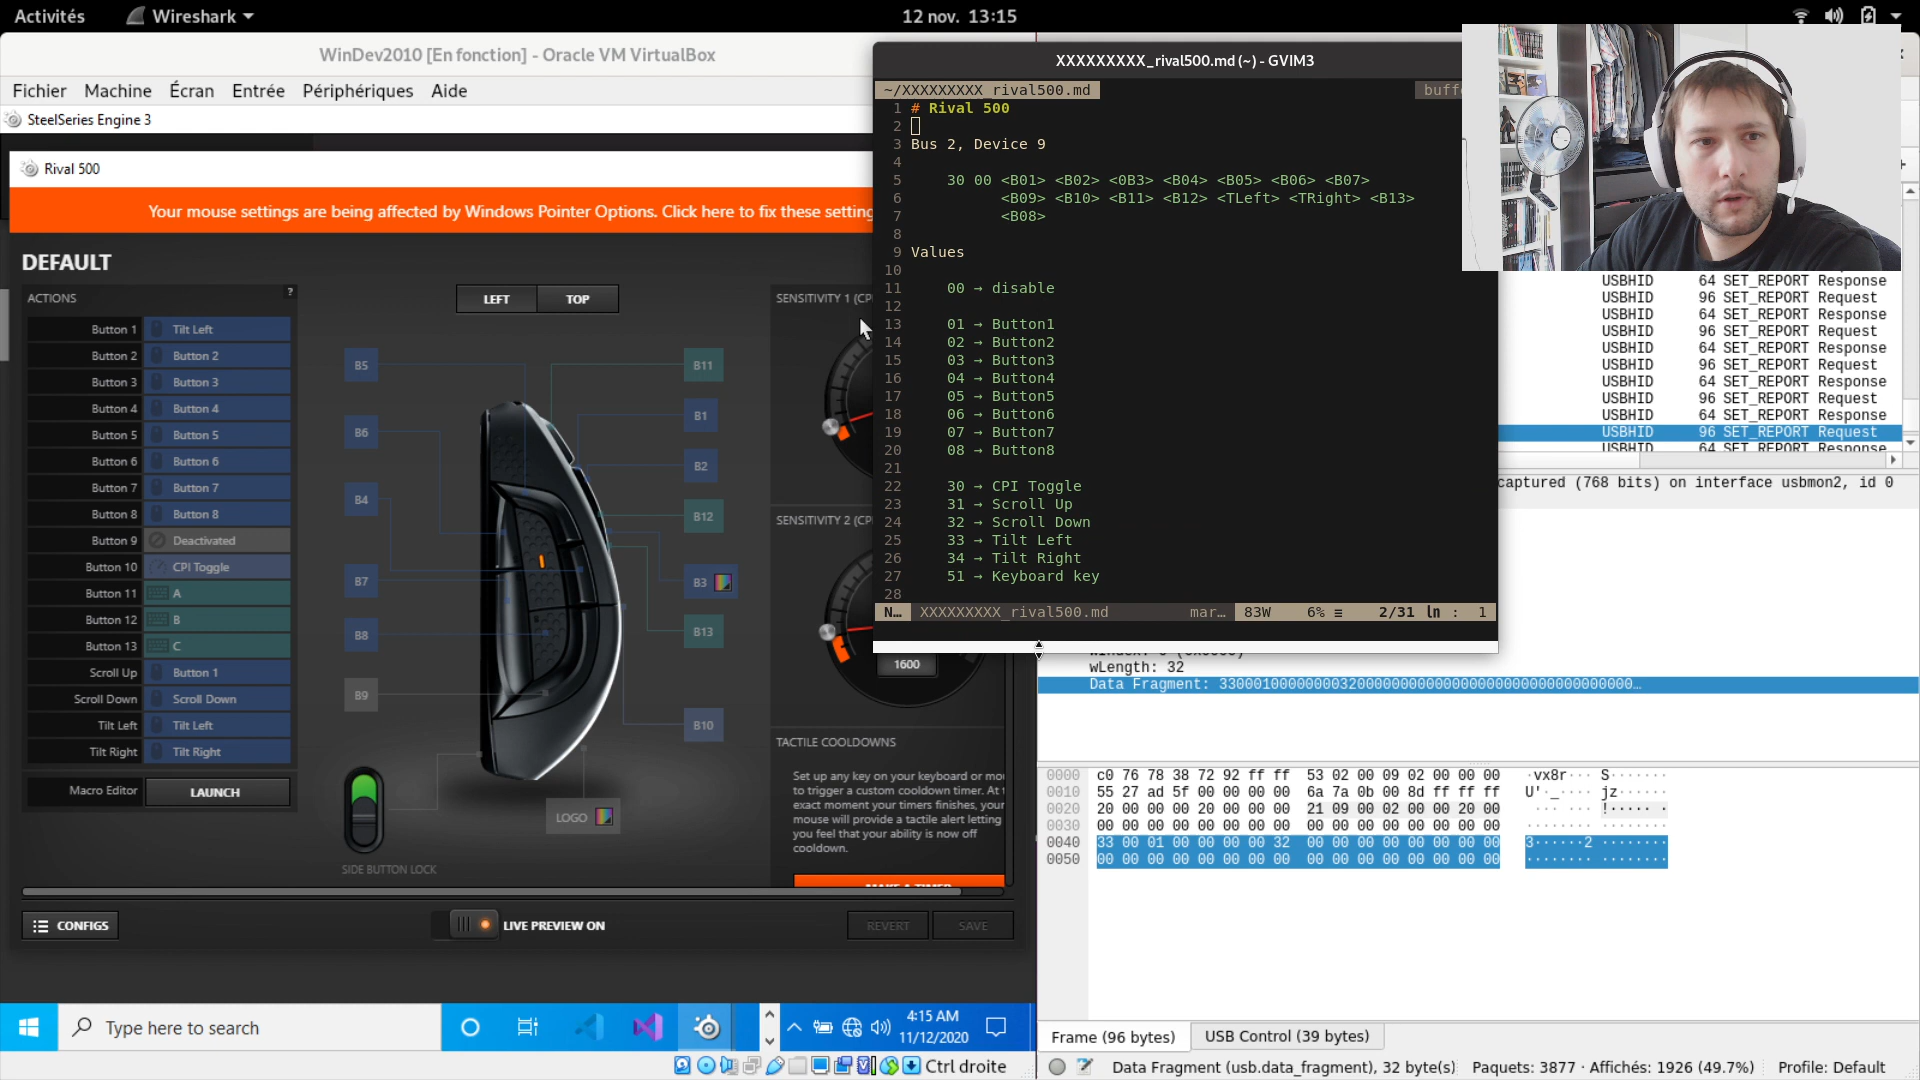 Activités
Wireshark
12 nov. 13:15
WinDev2010 [En fonction] - Oracle VM VirtualBox
Fichier Machine Écran Entrée Périphériques Aide
SteelSeries Engine 3
Rival 500
Your mouse settings are being affected by Windows Pointer Options. Click here to fix these setting
DEFAULT
ACTIONS ?
Button 1 Tilt Left
Button 2 Button 2
Button 3 Button 3
Button 4 Button 4
Button 5 Button 5
Button 6 Button 6
Button 7 Button 7
Button 8 Button 8
Button 9 Deactivated
Button 10 CPI Toggle
Button 11 A
Button 12 B
Button 13 C
Scroll Up Button 1
Scroll Down Scroll Down
Tilt Left Tilt Left
Tilt Right Tilt Right
Macro Editor LAUNCH
LEFT TOP
B5
B6
B4
B7
B8
B9
B11
B1
B2
B12
B3
B13
B10
LOGO
SIDE BUTTON LOCK
SENSITIVITY 1 (CP
SENSITIVITY 2 (CP
1600
TACTILE COOLDOWNS
Set up any key on your keyboard or mo
to trigger a custom cooldown timer. At
exact moment your timers finishes, your
mouse will provide a tactile alert letting
you feel that your ability is now off
cooldown.
MAKE A TIMER
CONFIGS
LIVE PREVIEW ON
REVERT SAVE
Type here to search
4:15 AM
11/12/2020
Ctrl droite
XXXXXXXXX_rival500.md (~) - GVIM3
~/XXXXXXXXX_rival500.md buff
1 # Rival 500
2
3 Bus 2, Device 9
4
5 30 00 <B01> <B02> <0B3> <B04> <B05> <B06> <B07>
6 <B09> <B10> <B11> <B12> <TLeft> <TRight> <B13>
7 <B08>
8
9 Values
10
11 00 → disable
12
13 01 → Button1
14 02 → Button2
15 03 → Button3
16 04 → Button4
17 05 → Button5
18 06 → Button6
19 07 → Button7
20 08 → Button8
21
22 30 → CPI Toggle
23 31 → Scroll Up
24 32 → Scroll Down
25 33 → Tilt Left
26 34 → Tilt Right
27 51 → Keyboard key
28
N… XXXXXXXXX_rival500.md mar… 83W 6% ≡ 2/31 ln : 1
USBHID 64 SET_REPORT Response
USBHID 96 SET_REPORT Request
USBHID 64 SET_REPORT Response
USBHID 96 SET_REPORT Request
USBHID 64 SET_REPORT Response
USBHID 96 SET_REPORT Request
USBHID 64 SET_REPORT Response
USBHID 96 SET_REPORT Request
USBHID 64 SET_REPORT Response
USBHID 96 SET_REPORT Request
USBHID 64 SET_REPORT Response
captured (768 bits) on interface usbmon2, id 0
wLength: 32
Data Fragment: 3300010000000032000000000000000000000000000000…
0000 c0 76 78 38 72 92 ff ff 53 02 00 09 02 00 00 00 ·vx8r··· S·······
0010 55 27 ad 5f 00 00 00 00 6a 7a 0b 00 8d ff ff ff U'·_···· jz······
0020 20 00 00 00 20 00 00 00 21 09 00 02 00 00 20 00 ··· ··· !····· ·
0030 00 00 00 00 00 00 00 00 00 00 00 00 00 00 00 00 ········ ········
0040 33 00 01 00 00 00 00 32 00 00 00 00 00 00 00 00 3······2 ········
0050 00 00 00 00 00 00 00 00 00 00 00 00 00 00 00 00 ········ ········
Frame (96 bytes) USB Control (39 bytes)
Data Fragment (usb.data_fragment), 32 byte(s) Paquets: 3877 · Affichés: 1926 (49.7%) Profile: Default